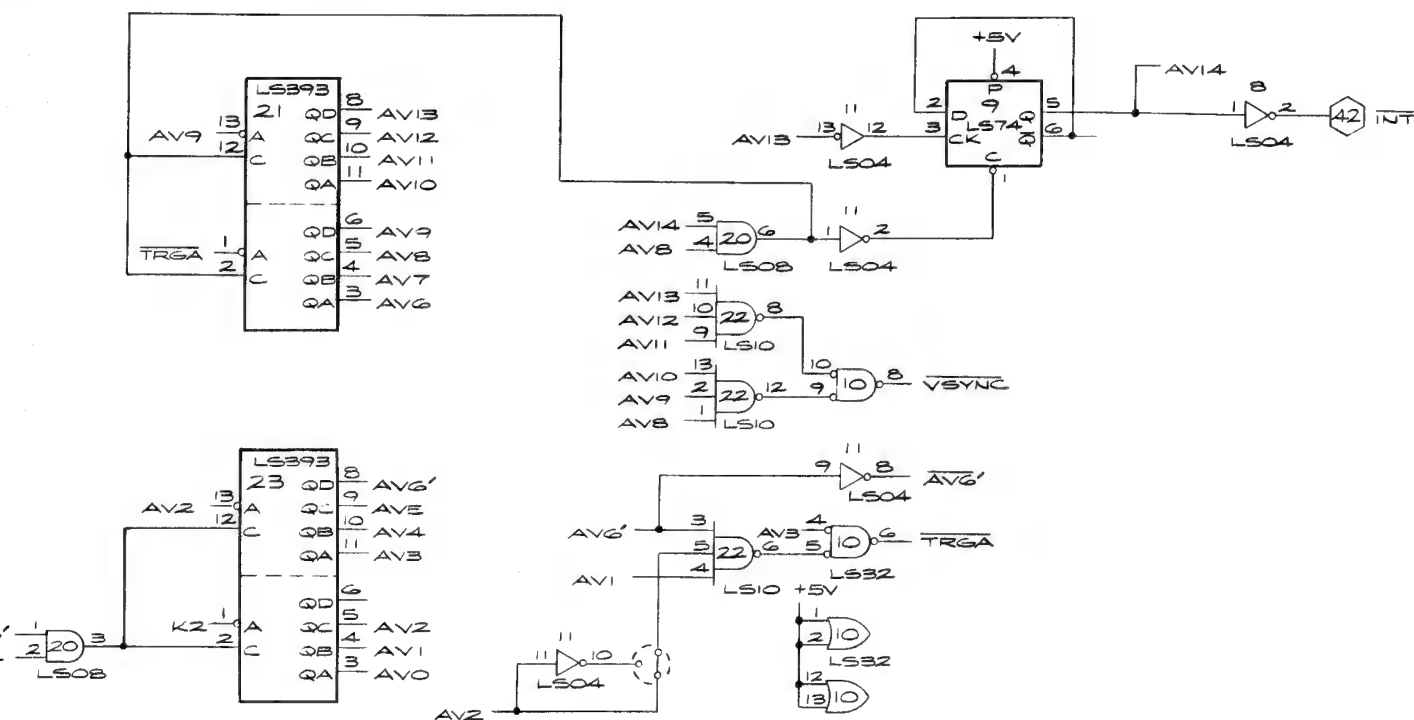 LS393
21
AV9 13 A
12 C
QD 8 AV13
QC 9 AV12
QB 10 AV11
QA 11 AV10
TRGA 1 A
2 C
QD 6 AV9
QC 5 AV8
QB 4 AV7
QA 3 AV6
+5V
4
P
9
LS74
2 D
3 CK
Q 5
Q 6
C
1
AV14
AV13 13 11 12
LS04
8
1 2
LS04
42 INT
AV14 5
AV8 4
20 6
LS08
11
1 2
LS04
AV13 11
AV12 10
AV11 9
22 8
LS10
AV10 13
AV9 2
AV8 1
22 12
LS10
10
9
10 8 VSYNC
LS393
23
AV2 13 A
12 C
QD 8 AV6'
QC 9 AV5
QB 10 AV4
QA 11 AV3
K2 1 A
2 C
QD 6
QC 5 AV2
QB 4 AV1
QA 3 AV0
' 1
2
20 3
LS08
11
9 8 AV6'
LS04
AV6' 3
5
AV1 4
22 6
LS10
AV3 4
5
10 6 TRGA
LS32
+5V
1
2 10
LS32
12
13 10
11
11 10
LS04
AV2